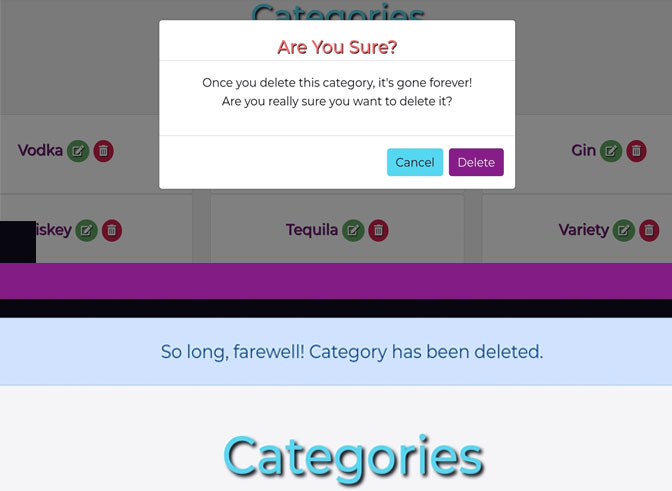 Categories
Are You Sure?
Once you delete this category, it's gone forever!
Are you really sure you want to delete it?
Cancel Delete
Vodka Gin
iskey Tequila Variety
So long, farewell! Category has been deleted.
Categories